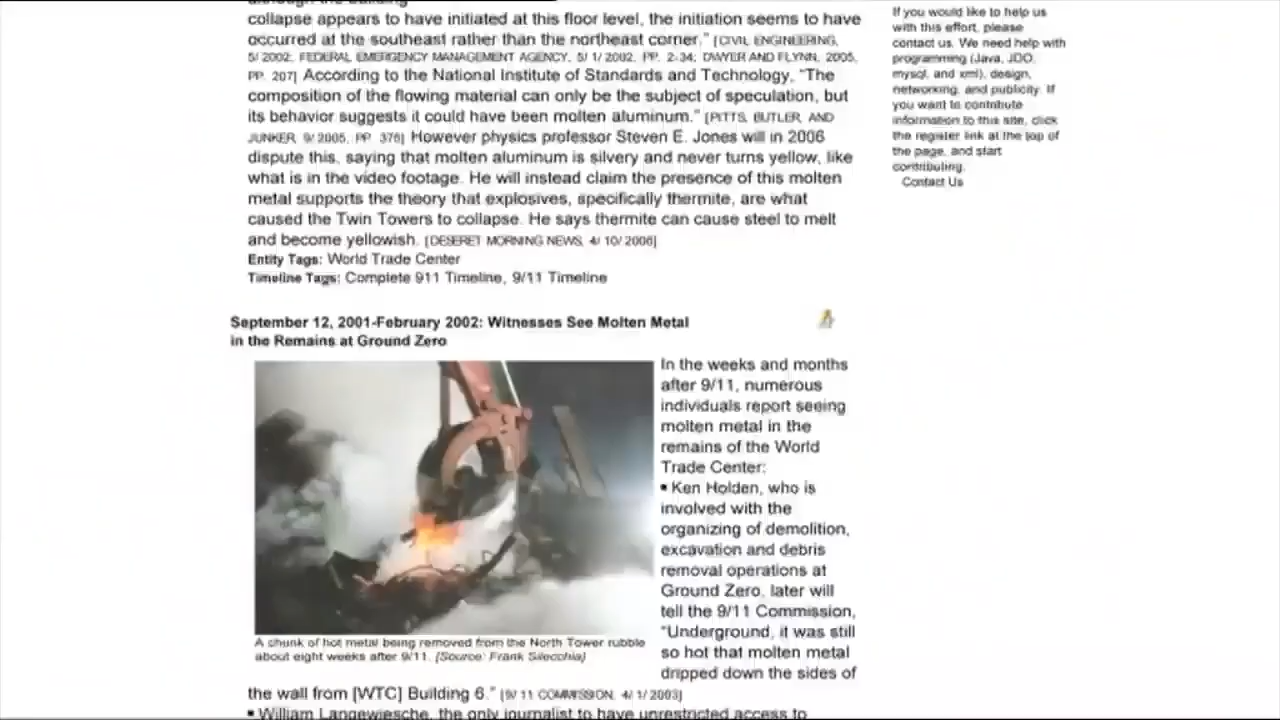 collapse appears to have initiated at this floor level, the initiation seems to have
occurred at the southeast rather than the northeast corner.” [CIVIL ENGINEERING,
5/2002, FEDERAL EMERGENCY MANAGEMENT AGENCY, 5/1/2002, PP. 2-34; DWYER AND FLYNN, 2005,
PP. 207] According to the National Institute of Standards and Technology, “The
composition of the flowing material can only be the subject of speculation, but
its behavior suggests it could have been molten aluminum.” [PITTS, BUTLER, AND
JUNKER, 9/2005, PP. 376] However physics professor Steven E. Jones will in 2006
dispute this, saying that molten aluminum is silvery and never turns yellow, like
what is in the video footage. He will instead claim the presence of this molten
metal supports the theory that explosives, specifically thermite, are what
caused the Twin Towers to collapse. He says thermite can cause steel to melt
and become yellowish. [DESERET MORNING NEWS, 4/10/2006]
Entity Tags: World Trade Center
Timeline Tags: Complete 911 Timeline, 9/11 Timeline
September 12, 2001-February 2002: Witnesses See Molten Metal
in the Remains at Ground Zero
In the weeks and months
after 9/11, numerous
individuals report seeing
molten metal in the
remains of the World
Trade Center:
• Ken Holden, who is
involved with the
organizing of demolition,
excavation and debris
removal operations at
Ground Zero, later will
tell the 9/11 Commission,
“Underground, it was still
so hot that molten metal
dripped down the sides of
the wall from [WTC] Building 6.” [9/11 COMMISSION, 4/1/2003]
• William Langewiesche, the only journalist to have unrestricted access to
A chunk of hot metal being removed from the North Tower rubble
about eight weeks after 9/11. [Source: Frank Silecchia]
If you would like to help us
with this effort, please
contact us. We need help with
programming (Java, JDO,
mysql, and xml), design,
networking, and publicity. If
you want to contribute
information to this site, click
the register link at the top of
the page, and start
contributing.
Contact Us